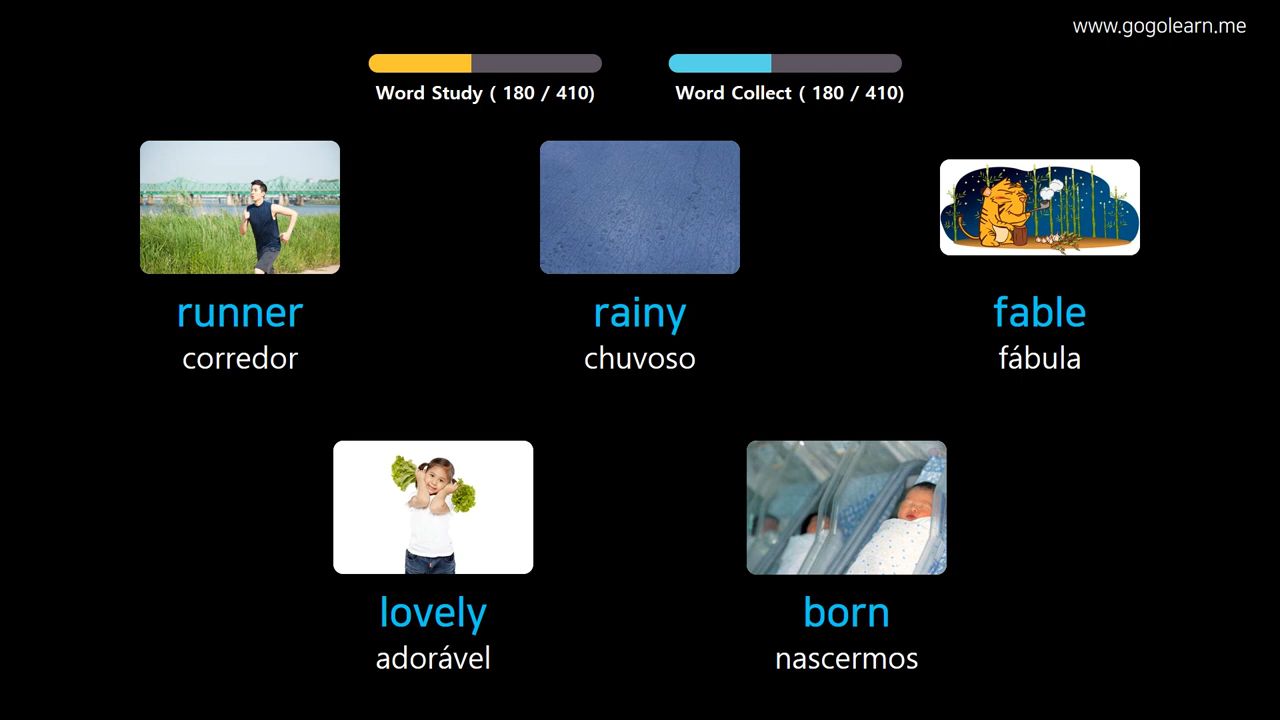 www.gogolearn.me
Word Study ( 180 / 410)
Word Collect ( 180 / 410)
runner
corredor
rainy
chuvoso
fable
fábula
lovely
adorável
born
nascermos